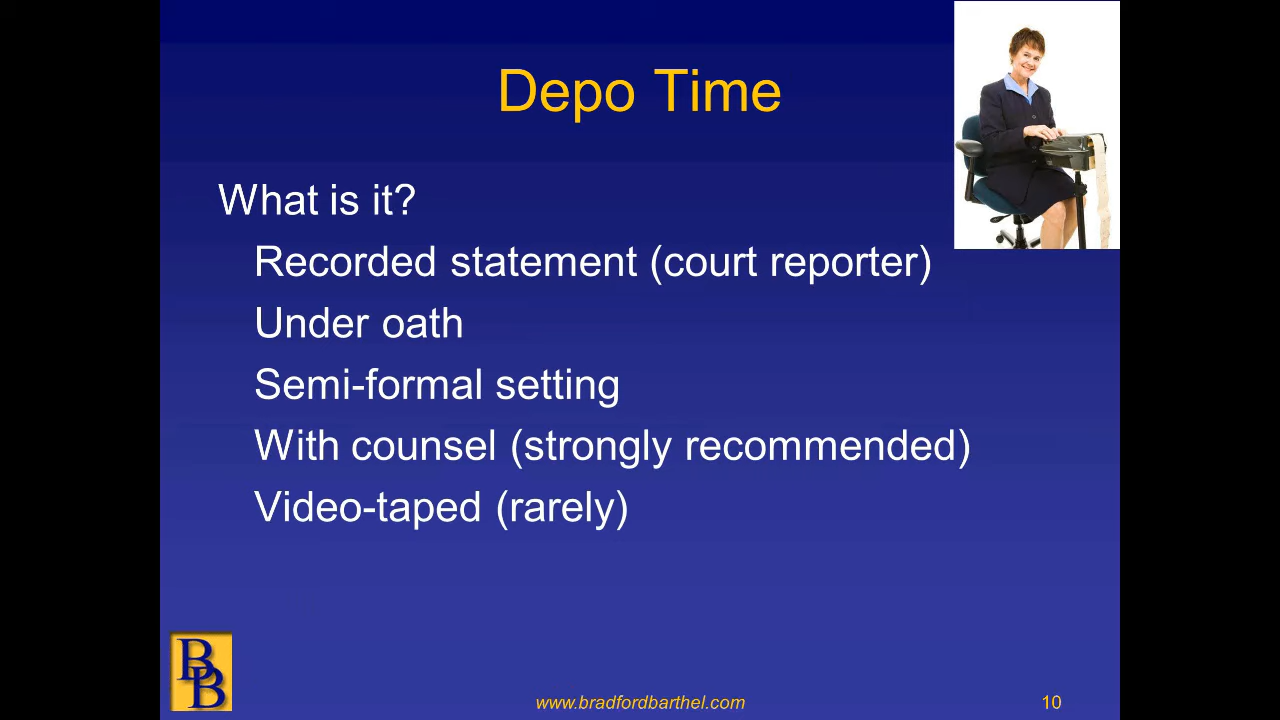 Depo Time
What is it?
Recorded statement (court reporter)
Under oath
Semi-formal setting
With counsel (strongly recommended)
Video-taped (rarely)
BB
www.bradfordbarthel.com
10